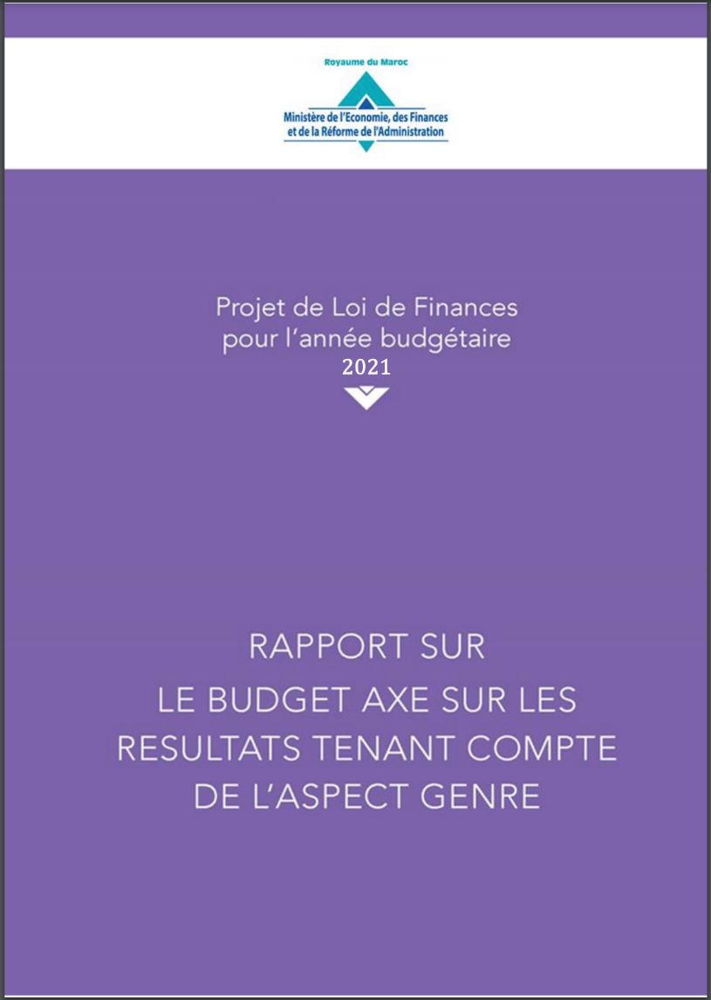 Royaume du Maroc
Ministère de l'Economie, des Finances
et de la Réforme de l'Administration
Projet de Loi de Finances
pour l'année budgétaire
2021
RAPPORT SUR
LE BUDGET AXE SUR LES
RESULTATS TENANT COMPTE
DE L'ASPECT GENRE